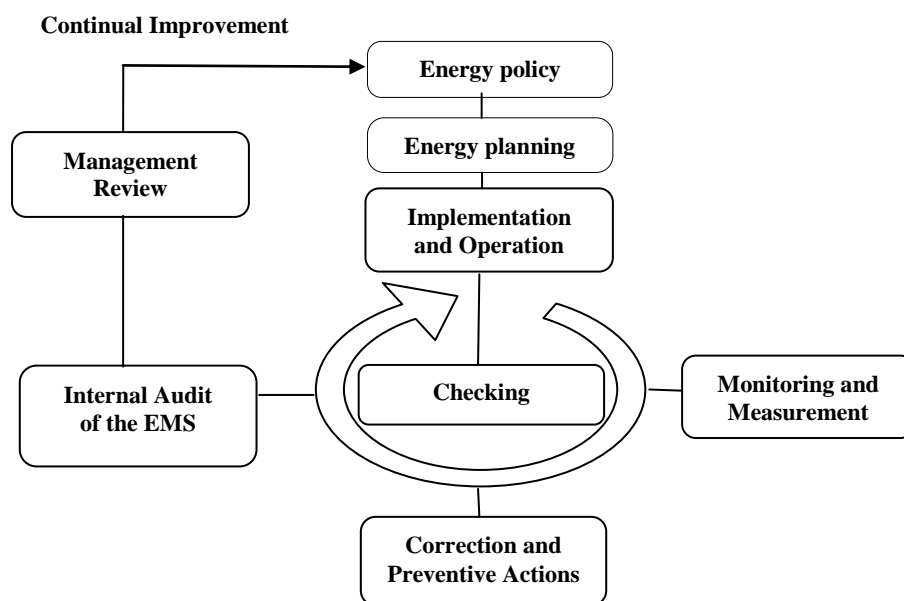 Continual Improvement
Energy policy
Energy planning
Management
Review
Implementation
and Operation
Internal Audit
of the EMS
Checking
Monitoring and
Measurement
Correction and
Preventive Actions